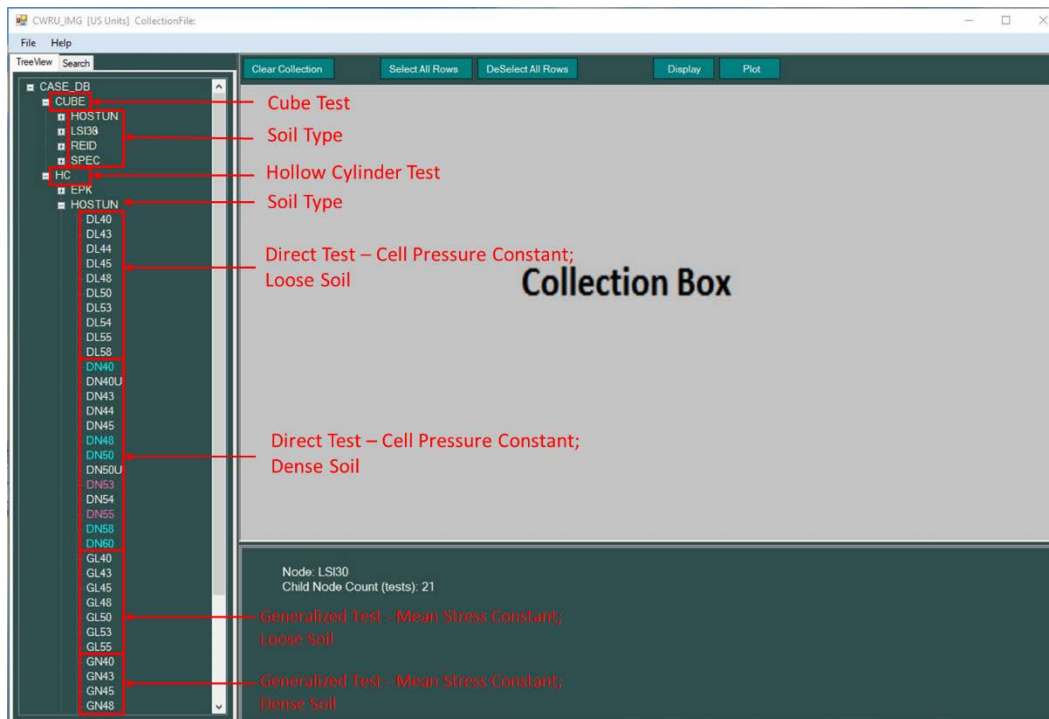 CWRU_IMG [US Units] CollectionFile:
File Help
TreeView Search
Clear Collection Select All Rows DeSelect All Rows Display Plot
CASE_DB
CUBE
HOSTUN
LSI30
REID
SPEC
HC
EPK
HOSTUN
DL40
DL43
DL44
DL45
DL48
DL50
DL53
DL54
DL55
DL58
DN40
DN40U
DN43
DN44
DN45
DN48
DN50
DN50U
DN53
DN54
DN55
DN58
DN60
GL40
GL43
GL45
GL48
GL50
GL53
GL55
GN40
GN43
GN45
GN48
Cube Test
Soil Type
Hollow Cylinder Test
Soil Type
Direct Test – Cell Pressure Constant;
Loose Soil
Collection Box
Direct Test – Cell Pressure Constant;
Dense Soil
Node: LSI30
Child Node Count (tests): 21
Generalized Test - Mean Stress Constant;
Loose Soil
Generalized Test - Mean Stress Constant;
Dense Soil